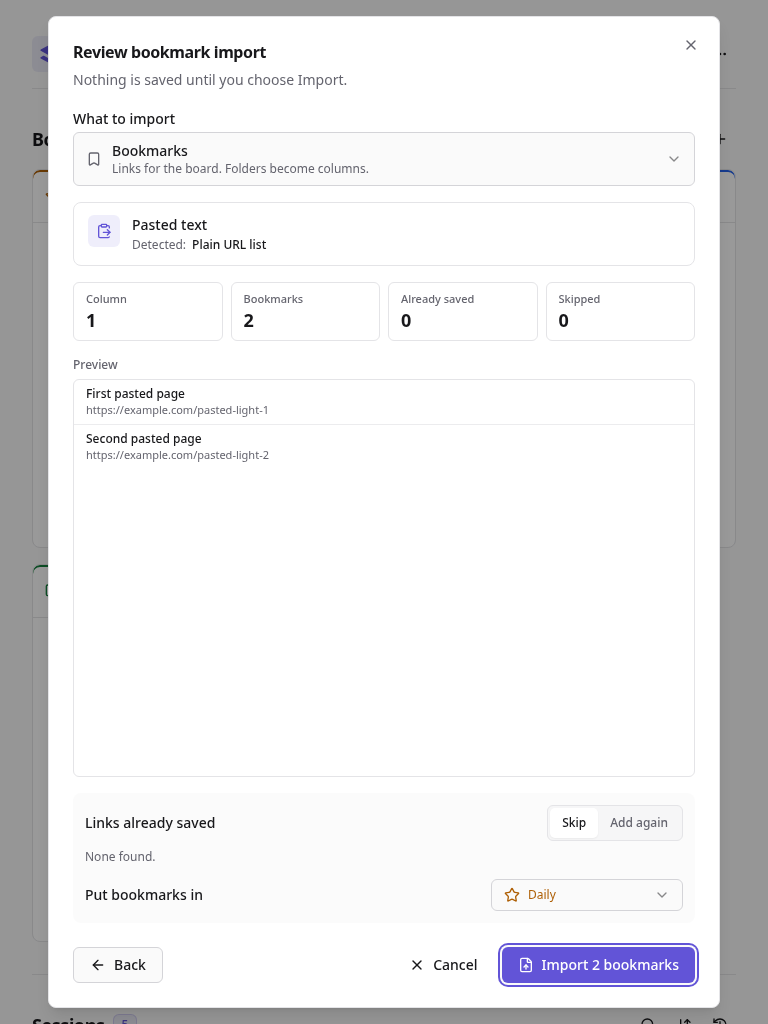 Review bookmark import
Nothing is saved until you choose Import.
What to import
Bookmarks
Links for the board. Folders become columns.
Pasted text
Detected: Plain URL list
Column
1
Bookmarks
2
Already saved
0
Skipped
0
Preview
First pasted page
https://example.com/pasted-light-1
Second pasted page
https://example.com/pasted-light-2
Links already saved
Skip
Add again
None found.
Put bookmarks in
Daily
Back
Cancel
Import 2 bookmarks
Sessions 5